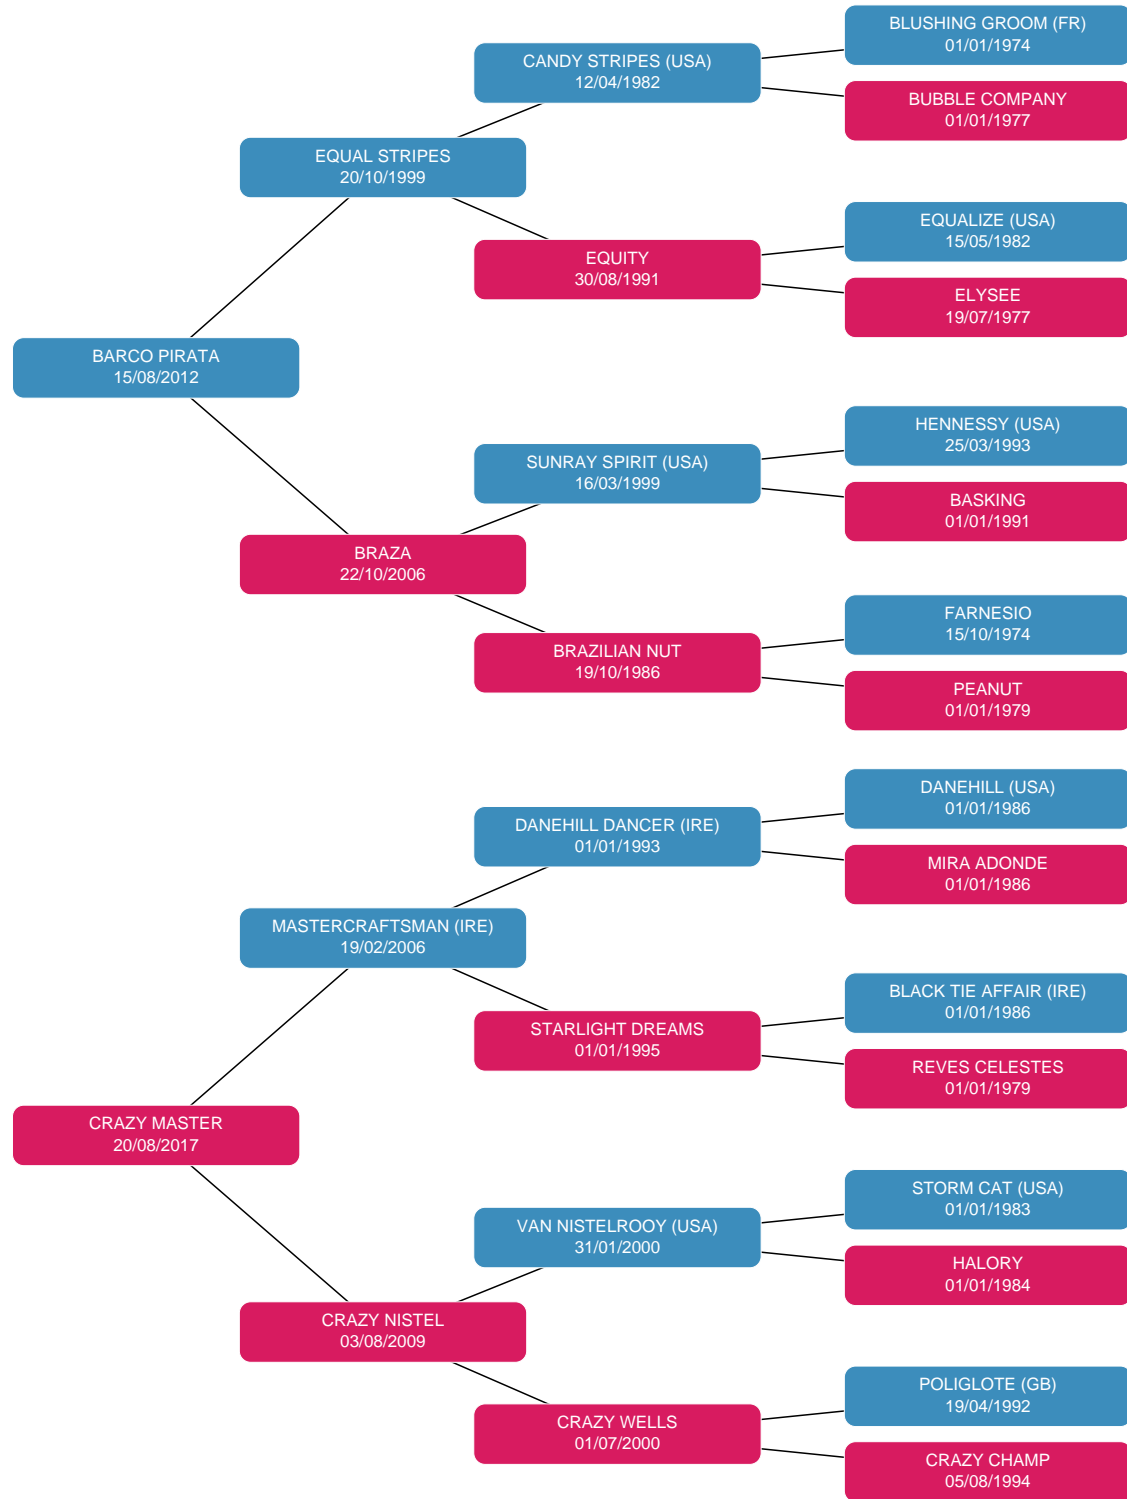 BLUSHING GROOM (FR)
01/01/1974
CANDY STRIPES (USA)
12/04/1982
BUBBLE COMPANY
01/01/1977
EQUAL STRIPES
20/10/1999
EQUALIZE (USA)
15/05/1982
EQUITY
30/08/1991
ELYSEE
19/07/1977
BARCO PIRATA
15/08/2012
HENNESSY (USA)
25/03/1993
SUNRAY SPIRIT (USA)
16/03/1999
BASKING
01/01/1991
BRAZA
22/10/2006
FARNESIO
15/10/1974
BRAZILIAN NUT
19/10/1986
PEANUT
01/01/1979
DANEHILL (USA)
01/01/1986
DANEHILL DANCER (IRE)
01/01/1993
MIRA ADONDE
01/01/1986
MASTERCRAFTSMAN (IRE)
19/02/2006
BLACK TIE AFFAIR (IRE)
01/01/1986
STARLIGHT DREAMS
01/01/1995
REVES CELESTES
01/01/1979
CRAZY MASTER
20/08/2017
STORM CAT (USA)
01/01/1983
VAN NISTELROOY (USA)
31/01/2000
HALORY
01/01/1984
CRAZY NISTEL
03/08/2009
POLIGLOTE (GB)
19/04/1992
CRAZY WELLS
01/07/2000
CRAZY CHAMP
05/08/1994